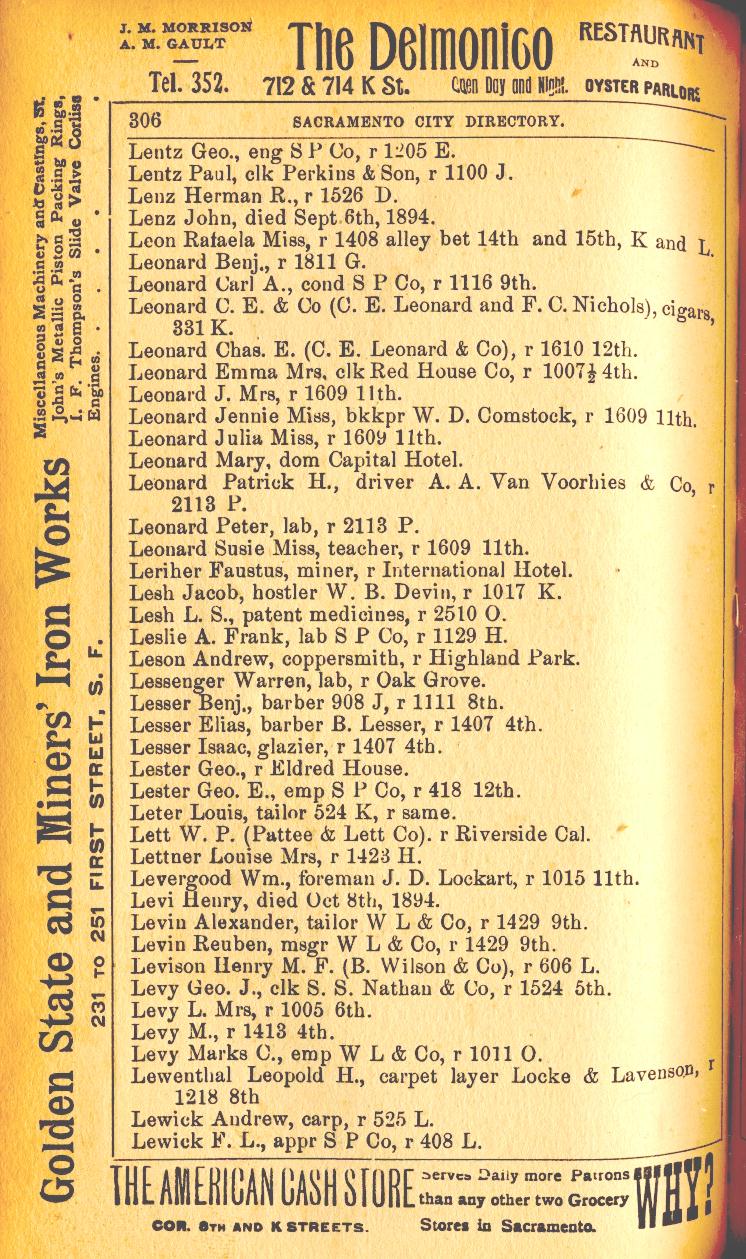 J. M. MORRISON
A. M. GAULT
Tel. 352.
The Delmonico
712 & 714 K St. Open Day and Night.
RESTAURANT
AND
OYSTER PARLORS
306 SACRAMENTO CITY DIRECTORY.
Lentz Geo., eng S P Co, r 1205 E.
Lentz Paul, clk Perkins & Son, r 1100 J.
Lenz Herman R., r 1526 D.
Lenz John, died Sept 6th, 1894.
Leon Rafaela Miss, r 1408 alley bet 14th and 15th, K and L.
Leonard Benj., r 1811 G.
Leonard Carl A., cond S P Co, r 1116 9th.
Leonard C. E. & Co (C. E. Leonard and F. C. Nichols), cigars,
331 K.
Leonard Chas. E. (C. E. Leonard & Co), r 1610 12th.
Leonard Emma Mrs, clk Red House Co, r 1007½ 4th.
Leonard J. Mrs, r 1609 11th.
Leonard Jennie Miss, bkkpr W. D. Comstock, r 1609 11th.
Leonard Julia Miss, r 1609 11th.
Leonard Mary, dom Capital Hotel.
Leonard Patrick H., driver A. A. Van Voorhies & Co, r
2113 P.
Leonard Peter, lab, r 2113 P.
Leonard Susie Miss, teacher, r 1609 11th.
Leriher Faustus, miner, r International Hotel.
Lesh Jacob, hostler W. B. Devin, r 1017 K.
Lesh L. S., patent medicines, r 2510 O.
Leslie A. Frank, lab S P Co, r 1129 H.
Leson Andrew, coppersmith, r Highland Park.
Lessenger Warren, lab, r Oak Grove.
Lesser Benj., barber 908 J, r 1111 8th.
Lesser Elias, barber B. Lesser, r 1407 4th.
Lesser Isaac, glazier, r 1407 4th.
Lester Geo., r Eldred House.
Lester Geo. E., emp S P Co, r 418 12th.
Leter Louis, tailor 524 K, r same.
Lett W. P. (Pattee & Lett Co). r Riverside Cal.
Lettner Louise Mrs, r 1423 H.
Levergood Wm., foreman J. D. Lockart, r 1015 11th.
Levi Henry, died Oct 8th, 1894.
Levin Alexander, tailor W L & Co, r 1429 9th.
Levin Reuben, msgr W L & Co, r 1429 9th.
Levison Henry M. F. (B. Wilson & Co), r 606 L.
Levy Geo. J., clk S. S. Nathan & Co, r 1524 5th.
Levy L. Mrs, r 1005 6th.
Levy M., r 1413 4th.
Levy Marks C., emp W L & Co, r 1011 O.
Lewenthal Leopold H., carpet layer Locke & Lavenson, r
1218 8th
Lewick Andrew, carp, r 525 L.
Lewick F. L., appr S P Co, r 408 L.
Golden State and Miners' Iron Works
231 TO 251 FIRST STREET, S. F.
Miscellaneous Machinery and Castings, St.
John's Metallic Piston Packing Rings,
I. F. Thompson's Slide Valve Corliss
Engines. . . . . .
THE AMERICAN CASH STORE
COR. 8TH AND K STREETS.
Serves Daily more Patrons
than any other two Grocery
Stores in Sacramento.
WHY?